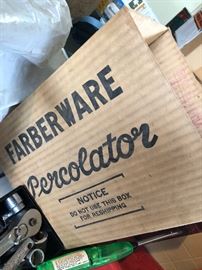 FARBERWARE
Percolator
NOTICE
DO NOT USE THIS BOX
FOR RESHIPPING